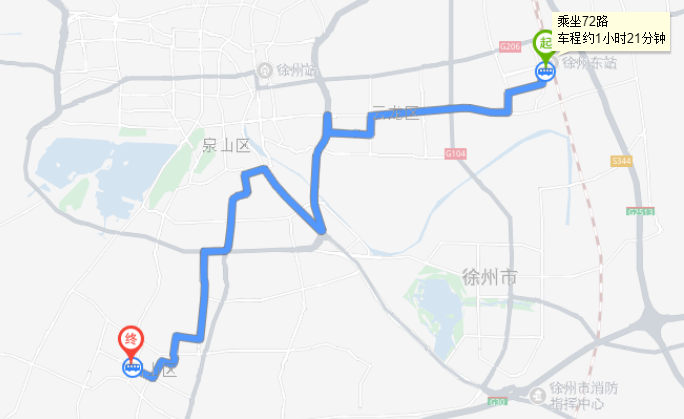 乘坐72路
车程约1小时21分钟
起
G206
徐州东站
徐州站
云龙区
泉山区
G104
S344
G2513
徐州市
终
区
G30
徐州市消防
指挥中心